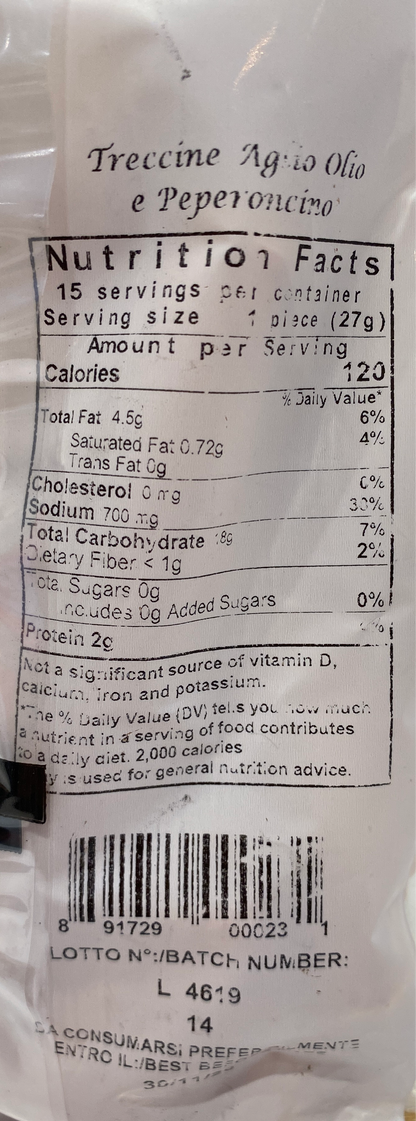 Treccine Aglio Olio
e Peperoncino
Nutrition Facts
15 servings per container
Serving size 1 piece (27g)
Amount per Serving
Calories 120
% Daily Value*
Total Fat 4.5g 6%
Saturated Fat 0.72g 4%
Trans Fat 0g
Cholesterol 0 mg 0%
Sodium 700 mg
Total Carbohydrate 18g 7%
Dietary Fiber < 1g 2%
Total Sugars 0g
Includes 0g Added Sugars 0%
Protein 2g
Not a significant source of vitamin D,
calcium, iron and potassium.
*The % Daily Value (DV) tells you how much
a nutrient in a serving of food contributes
to a daily diet. 2,000 calories
is used for general nutrition advice.
8 91729 00023 1
LOTTO N°:/BATCH NUMBER:
L 4619
14
DA CONSUMARSI PREFERIBILMENTE
ENTRO IL:/BEST